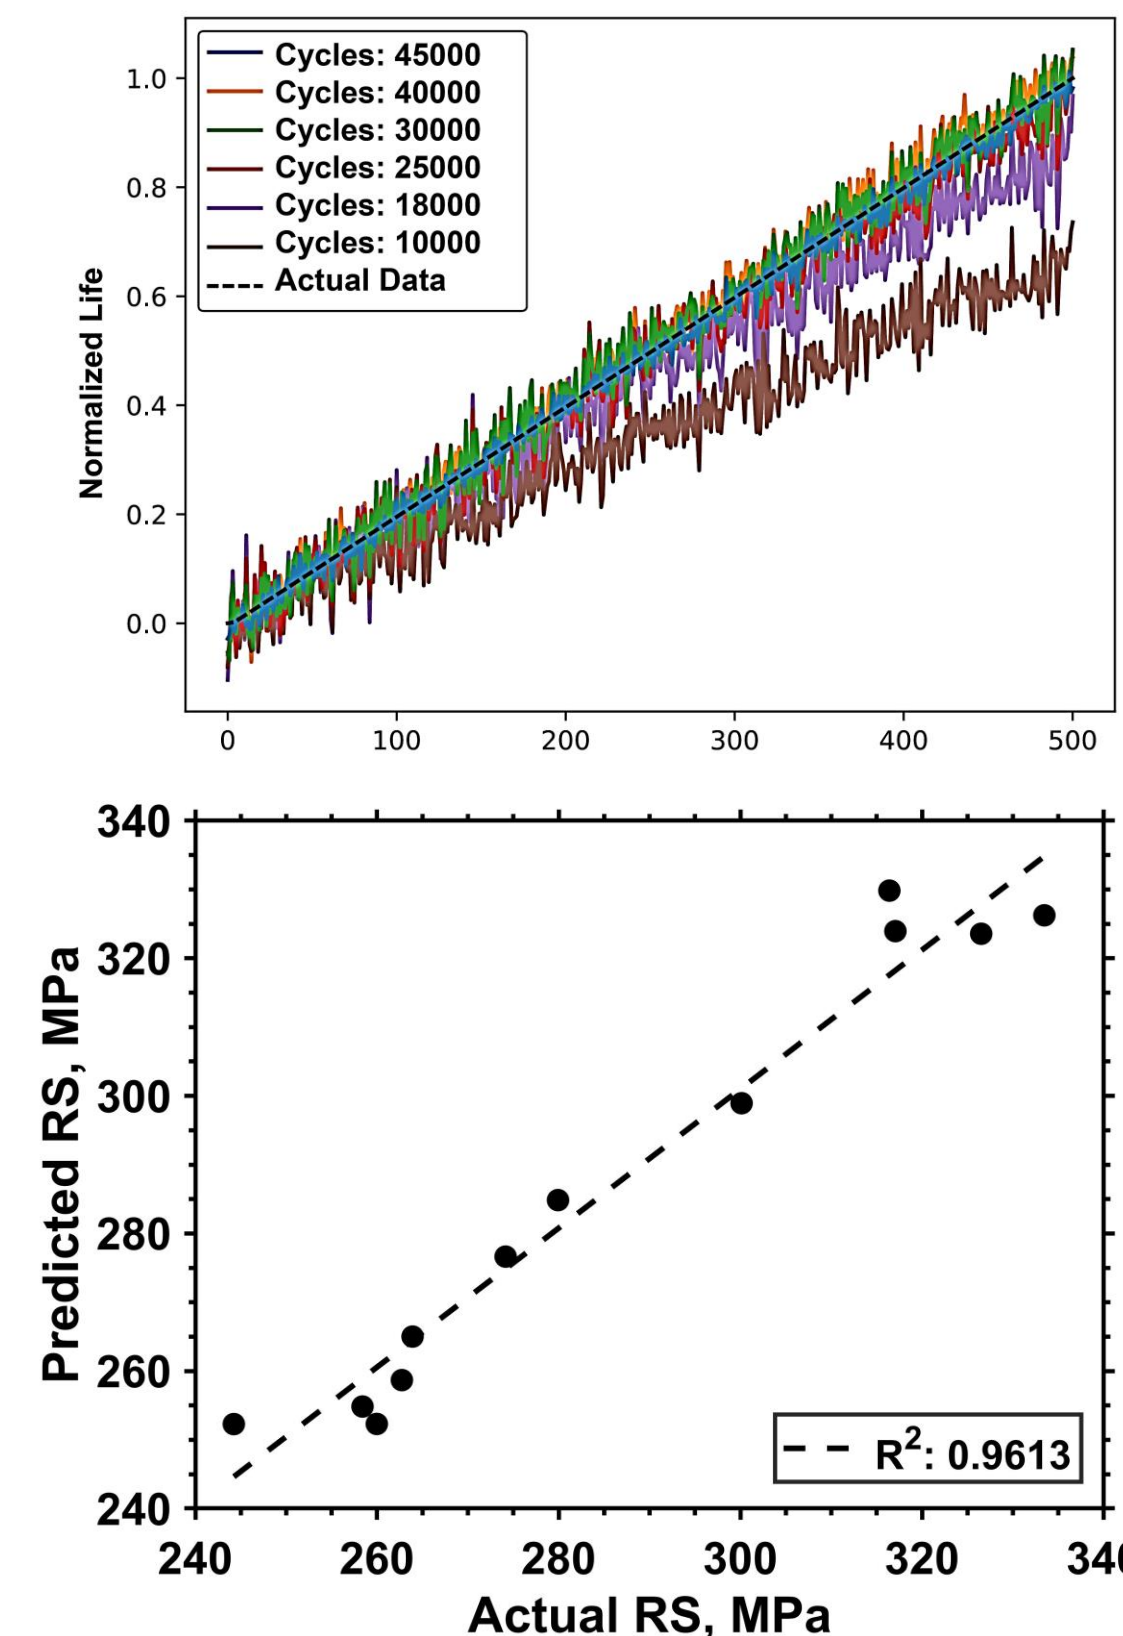 Cycles: 45000
Cycles: 40000
Cycles: 30000
Cycles: 25000
Cycles: 18000
Cycles: 10000
Actual Data
Normalized Life
1.0
0.8
0.6
0.4
0.2
0.0
0 100 200 300 400 500
Predicted RS, MPa
340
320
300
280
260
240
R²: 0.9613
240 260 280 300 320 340
Actual RS, MPa